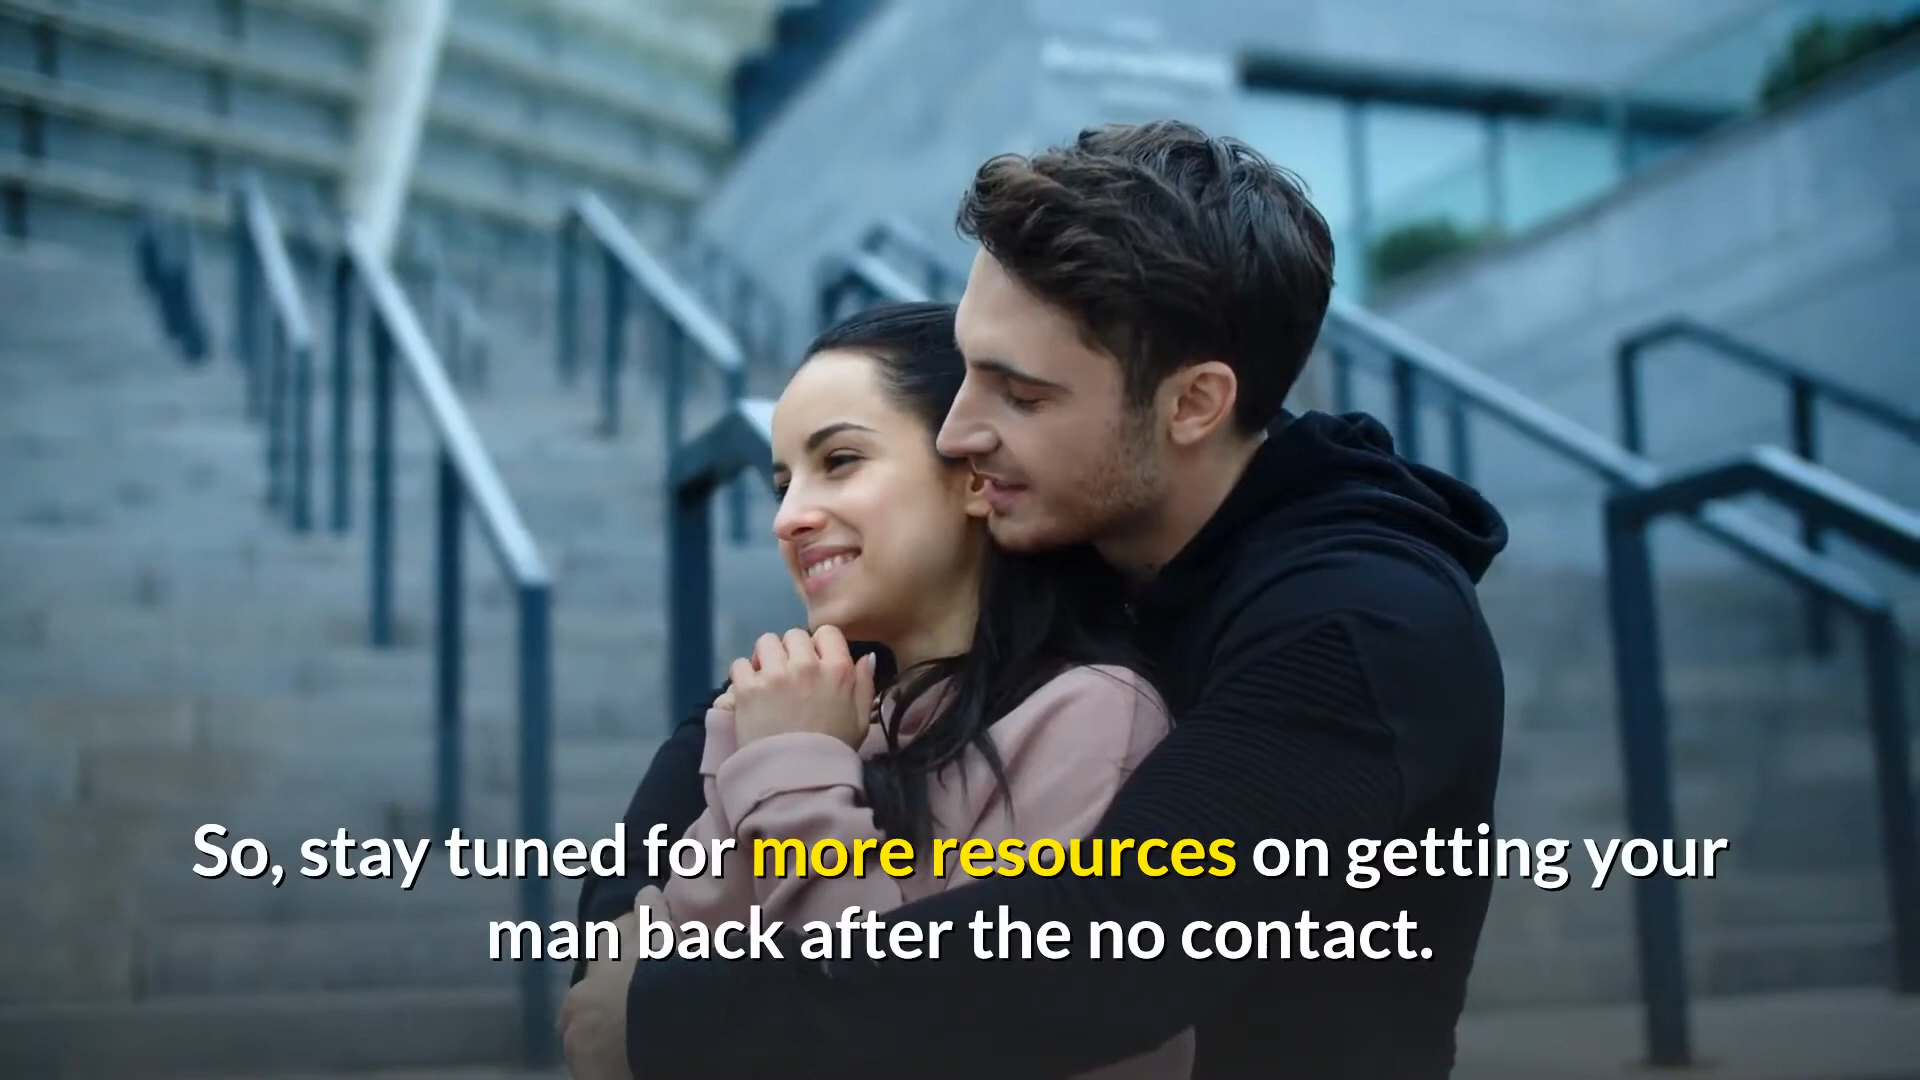 So, stay tuned for more resources on getting your
man back after the no contact.